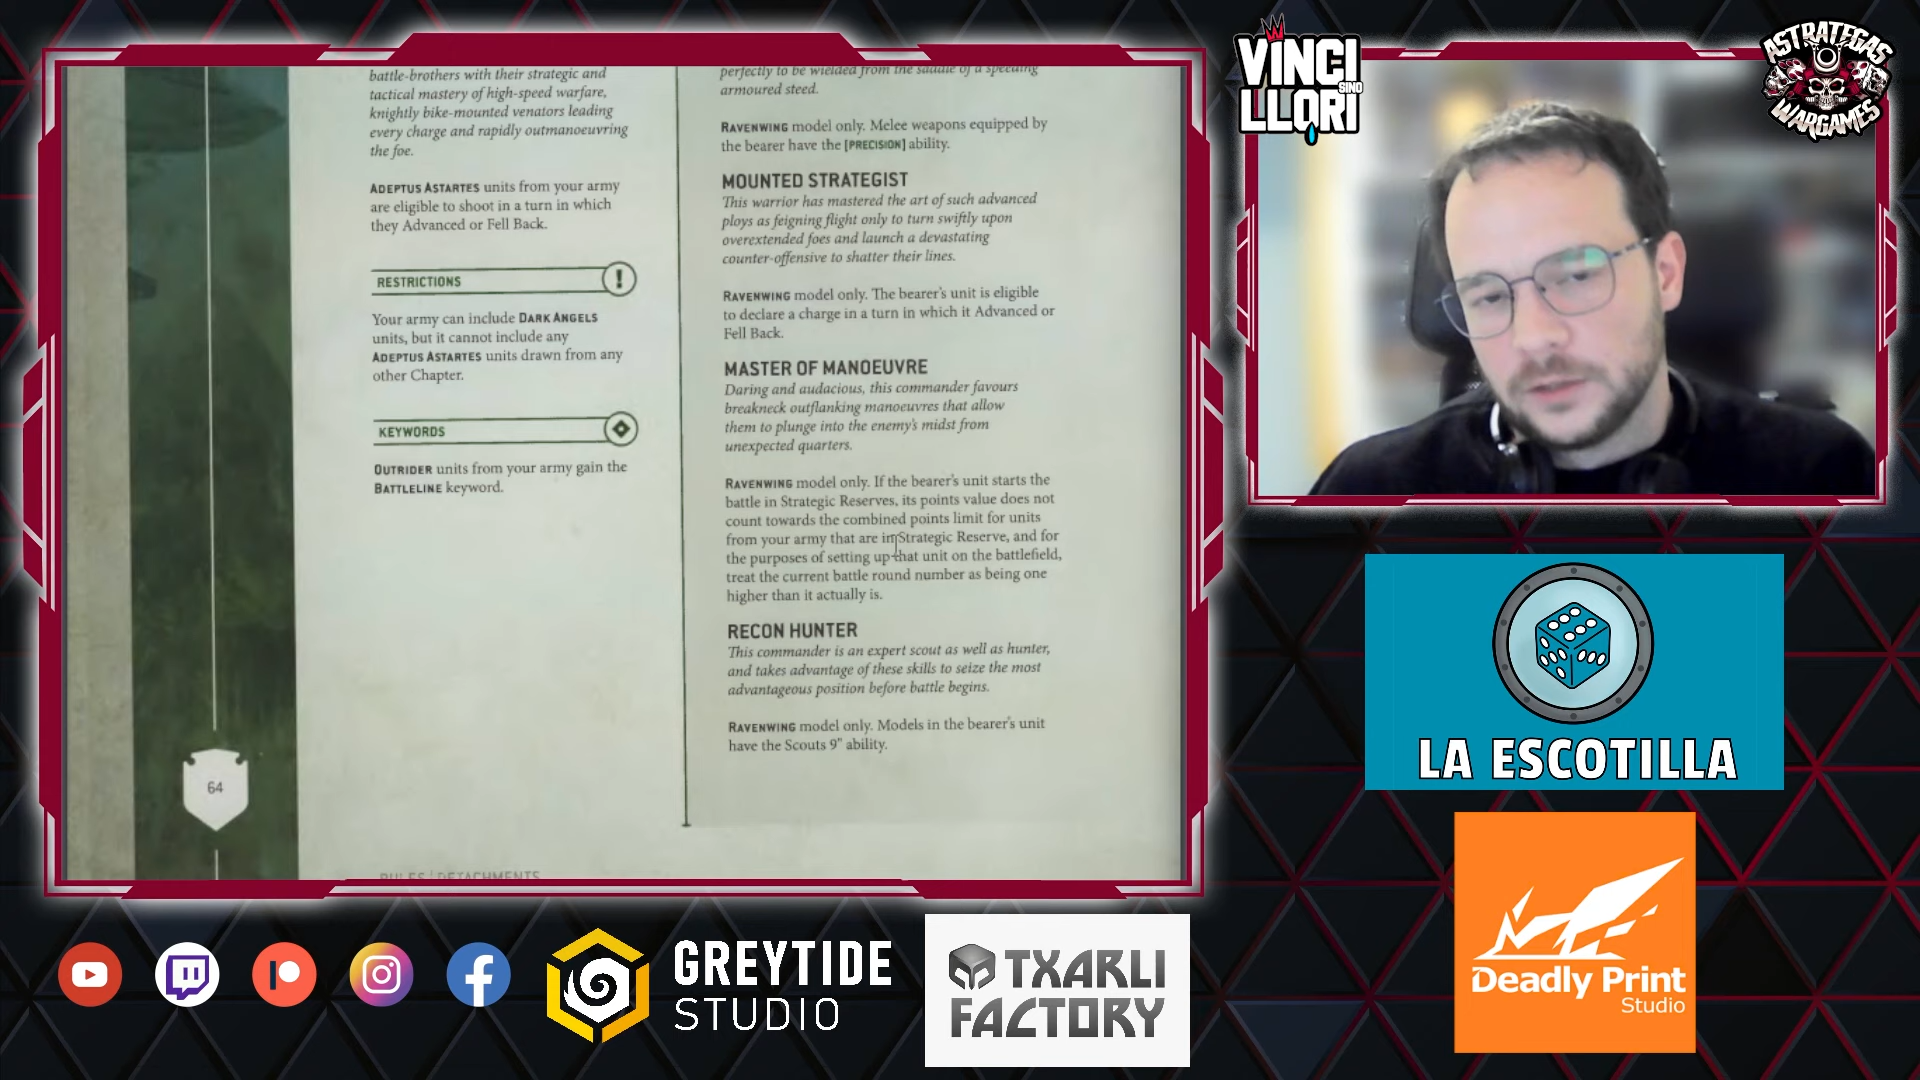 battle-brothers with their strategic and
tactical mastery of high-speed warfare,
knightly bike-mounted venators leading
every charge and rapidly outmanoeuvring
the foe.
ADEPTUS ASTARTES units from your army
are eligible to shoot in a turn in which
they Advanced or Fell Back.
RESTRICTIONS
!
Your army can include DARK ANGELS
units, but it cannot include any
ADEPTUS ASTARTES units drawn from any
other Chapter.
KEYWORDS
OUTRIDER units from your army gain the
BATTLELINE keyword.
64
RULES | DETACHMENTS
perfectly to be wielded from the saddle of a speeding
armoured steed.
RAVENWING model only. Melee weapons equipped by
the bearer have the [PRECISION] ability.
MOUNTED STRATEGIST
This warrior has mastered the art of such advanced
ploys as feigning flight only to turn swiftly upon
overextended foes and launch a devastating
counter-offensive to shatter their lines.
RAVENWING model only. The bearer's unit is eligible
to declare a charge in a turn in which it Advanced or
Fell Back.
MASTER OF MANOEUVRE
Daring and audacious, this commander favours
breakneck outflanking manoeuvres that allow
them to plunge into the enemy's midst from
unexpected quarters.
RAVENWING model only. If the bearer's unit starts the
battle in Strategic Reserves, its points value does not
count towards the combined points limit for units
from your army that are in Strategic Reserve, and for
the purposes of setting up that unit on the battlefield,
treat the current battle round number as being one
higher than it actually is.
RECON HUNTER
This commander is an expert scout as well as hunter,
and takes advantage of these skills to seize the most
advantageous position before battle begins.
RAVENWING model only. Models in the bearer's unit
have the Scouts 9" ability.
VINCI
SINO
LLORI
ASTRATEGAS
WARGAMES
LA ESCOTILLA
Deadly Print
Studio
GREYTIDE
STUDIO
TXARLI
FACTORY